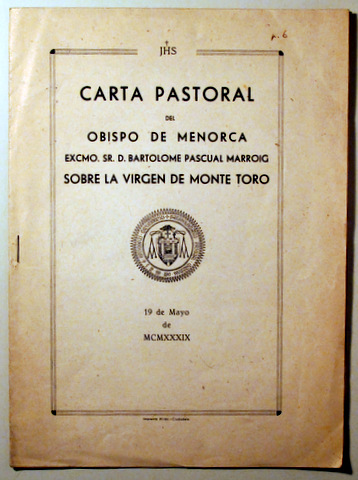 p. 6
JHS
CARTA PASTORAL
DEL
OBISPO DE MENORCA
EXCMO. SR. D. BARTOLOME PASCUAL MARROIG
SOBRE LA VIRGEN DE MONTE TORO
19 de Mayo
de
MCMXXXIX